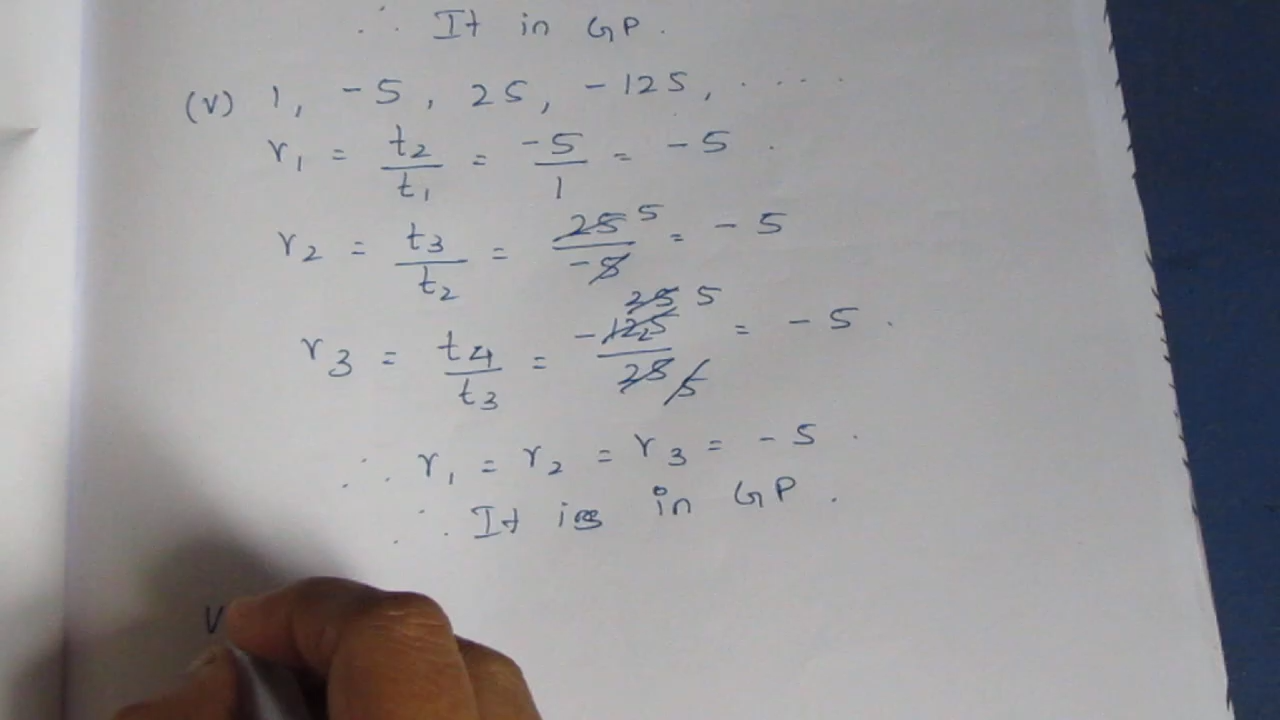 ∴ It in GP.
(V) 1, -5, 25, -125, .....
r1 = t2/t1 = -5/1 = -5.
r2 = t3/t2 = 25 5/-5 = -5
r3 = t4/t3 = -125 25 5/25 5 = -5.
∴ r1 = r2 = r3 = -5.
∴ It is in GP.
V